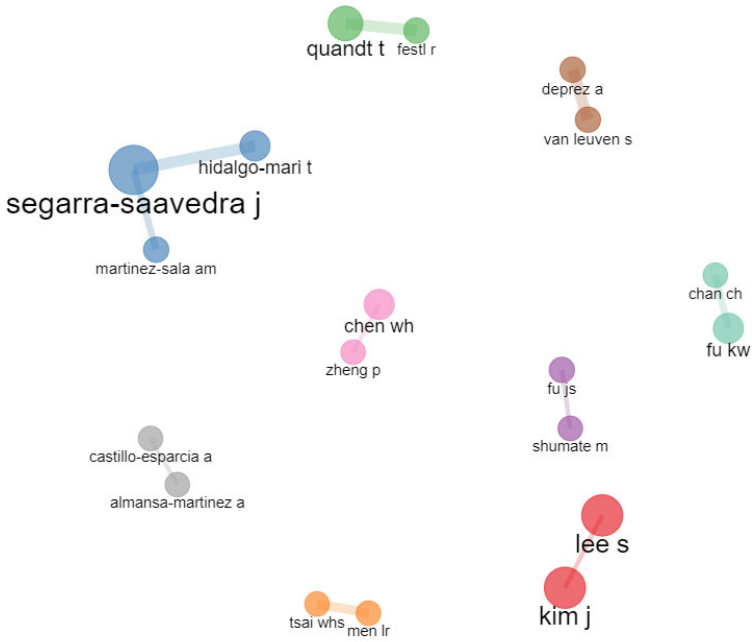 quandt t
festl r
deprez a
van leuven s
hidalgo-mari t
segarra-saavedra j
martinez-sala am
chan ch
chen wh
fu kw
zheng p
fu js
shumate m
castillo-esparcia a
almansa-martinez a
lee s
kim j
tsai whs
men lr